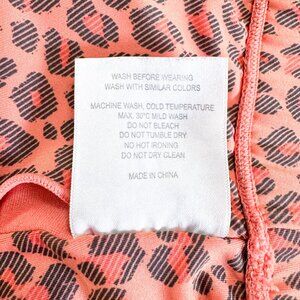 WASH BEFORE WEARING
WASH WITH SIMILAR COLORS
MACHINE WASH, COLD TEMPERATURE
MAX. 30°C MILD WASH
DO NOT BLEACH
DO NOT TUMBLE DRY
NO HOT IRONING
DO NOT DRY CLEAN
MADE IN CHINA